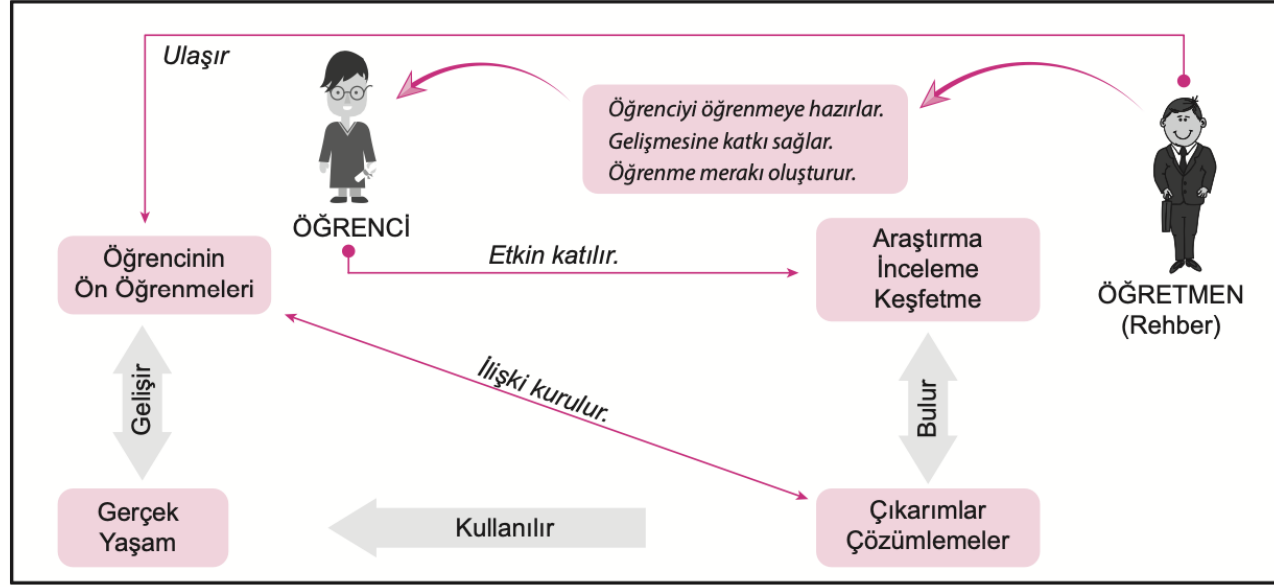 Ulaşır
Öğrenciyi öğrenmeye hazırlar.
Gelişmesine katkı sağlar.
Öğrenme merakı oluşturur.
ÖĞRENCİ
ÖĞRETMEN
(Rehber)
Öğrencinin
Ön Öğrenmeleri
Etkin katılır.
Araştırma
İnceleme
Keşfetme
Gelişir
İlişki kurulur.
Bulur
Gerçek
Yaşam
Kullanılır
Çıkarımlar
Çözümlemeler